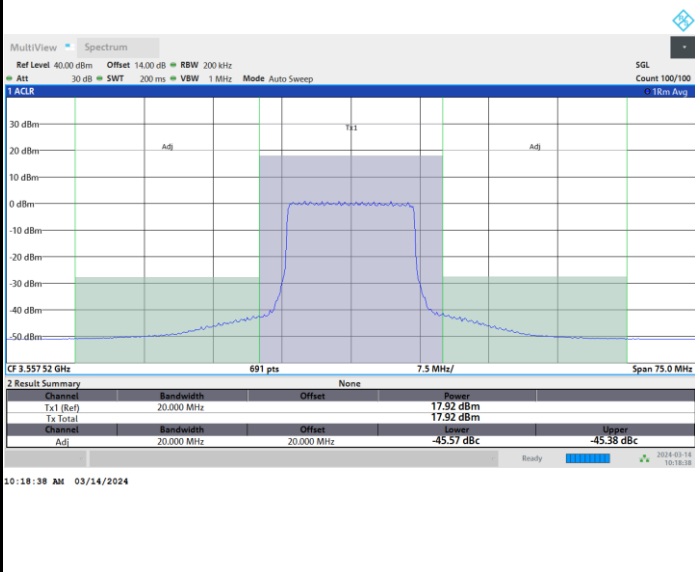 MultiView Spectrum
Ref Level 40.00 dBm Offset 14.00 dB RBW 200 kHz SGL
Att 30 dB SWT 200 ms VBW 1 MHz Mode Auto Sweep Count 100/100
1 ACLR 1Rm Avg
Tx1
30 dBm
Adj Adj
20 dBm
10 dBm
0 dBm
-10 dBm
-20 dBm
-30 dBm
-40 dBm
-50 dBm
CF 3.557 52 GHz 691 pts 7.5 MHz/ Span 75.0 MHz
2 Result Summary None
Channel Bandwidth Offset Power
Tx1 (Ref) 20.000 MHz 17.92 dBm
Tx Total 17.92 dBm
Channel Bandwidth Offset Lower Upper
Adj 20.000 MHz 20.000 MHz -45.57 dBc -45.38 dBc
Ready 2024-03-14
10:18:38
10:18:38 AM 03/14/2024